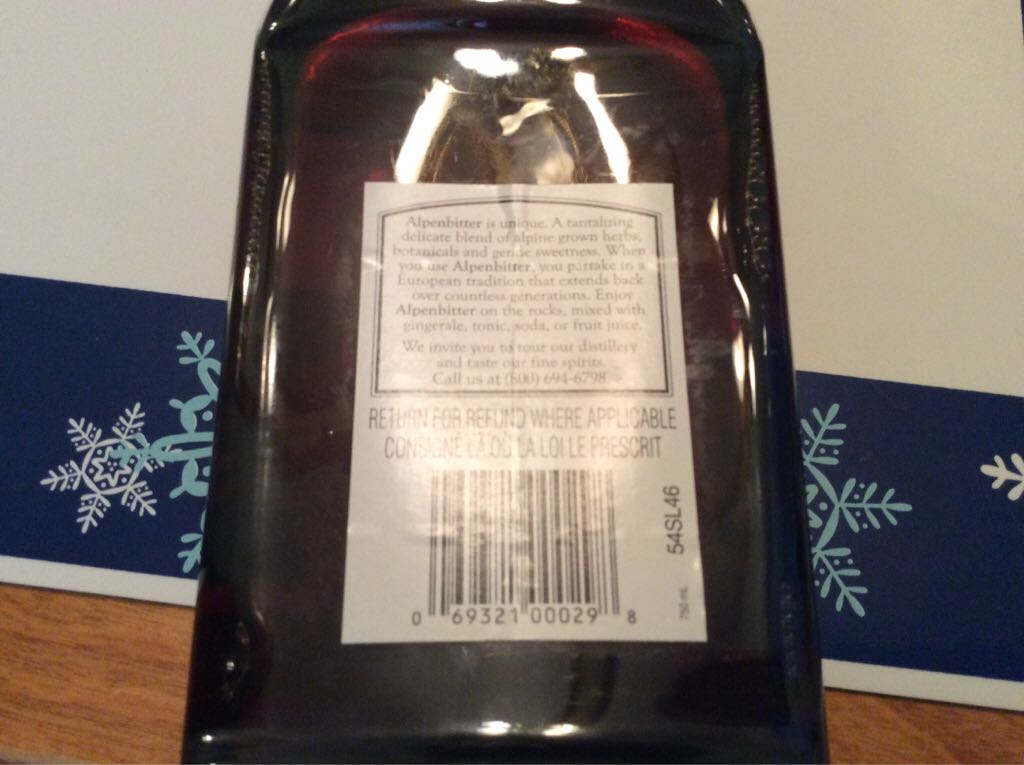 Alpenbitter is unique. A tantalizing
delicate blend of alpine grown herbs,
botanicals and gentle sweetness. When
you use Alpenbitter, you partake in a
European tradition that extends back
over countless generations. Enjoy
Alpenbitter on the rocks, mixed with
gingerale, tonic, soda, or fruit juice.
We invite you to tour our distillery
and taste our fine spirits.
Call us at (800) 694-6798
RETURN FOR REFUND WHERE APPLICABLE
CONSIGNÉ LÀ OÙ LA LOI LE PRESCRIT
54SL46
750 mL
0 69321 00029 8